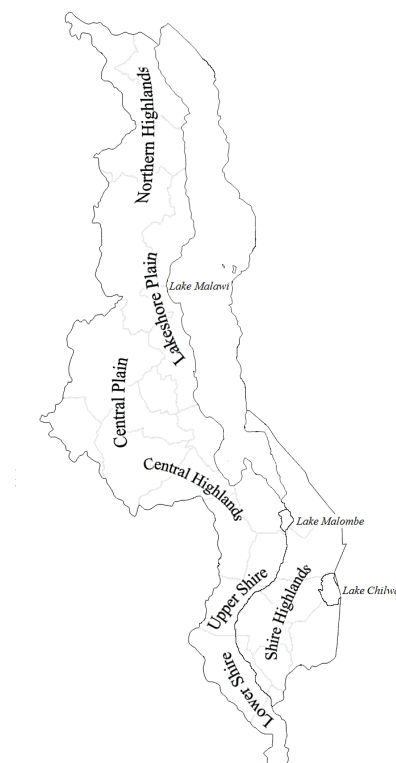 Northern Highlands
Lakeshore Plain
Lake Malawi
Central Plain
Central Highlands
Lake Malombe
Upper Shire
Shire Highlands
Lake Chilwa
Lower Shire